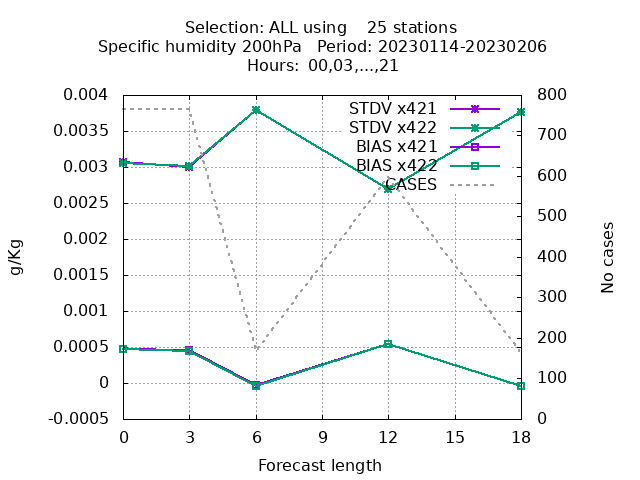 Selection: ALL using    25 stations
Specific humidity 200hPa   Period: 20230114-20230206
Hours: 00,03,...,21
0.004
0.0035
0.003
0.0025
0.002
0.0015
0.001
0.0005
0
-0.0005
g/Kg
STDV x421
STDV x422
BIAS x421
BIAS x422
CASES
800
700
600
500
400
300
200
100
0
No cases
0 3 6 9 12 15 18
Forecast length